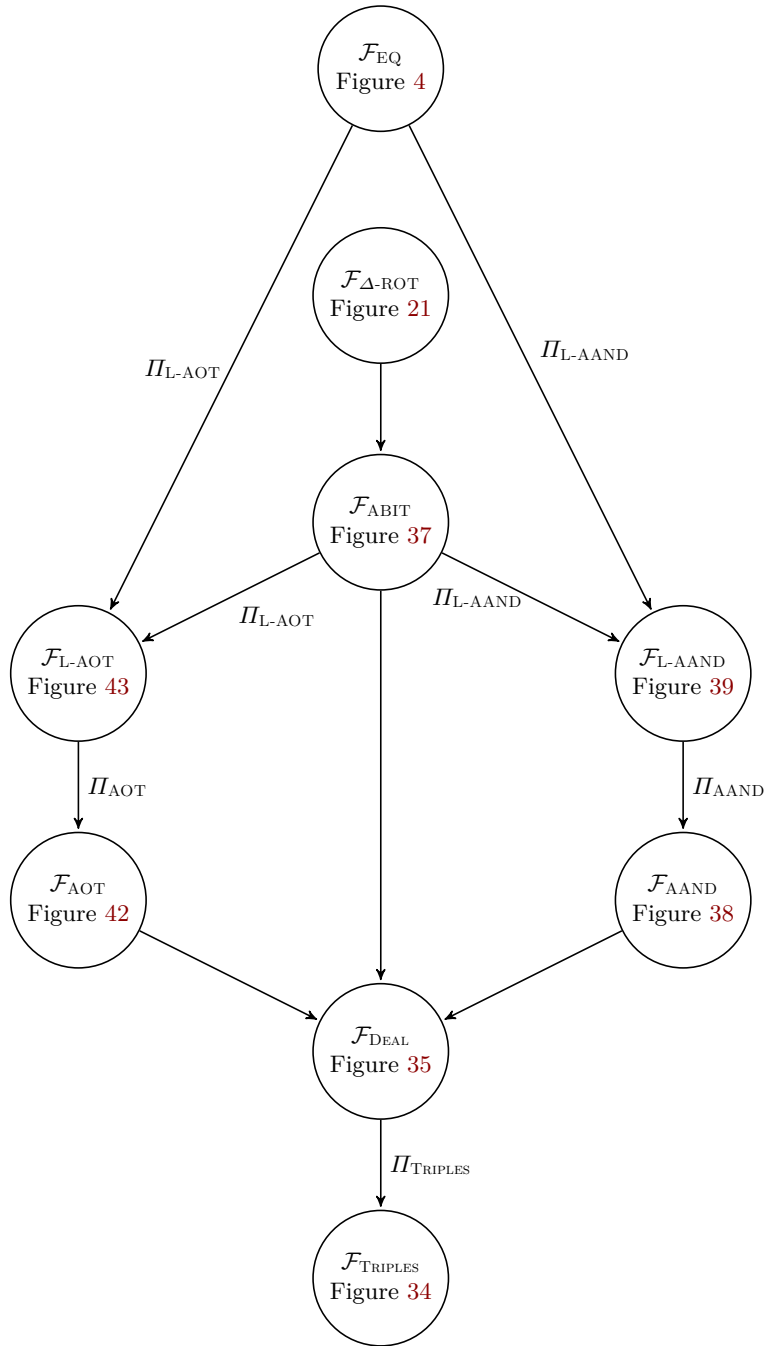 ℱEQ
Figure 4
ℱΔ-ROT
Figure 21
ΠL-AOT
ΠL-AAND
ℱABIT
Figure 37
ΠL-AOT
ΠL-AAND
ℱL-AOT
Figure 43
ℱL-AAND
Figure 39
ΠAOT
ΠAAND
ℱAOT
Figure 42
ℱAAND
Figure 38
ℱDeal
Figure 35
ΠTriples
ℱTriples
Figure 34